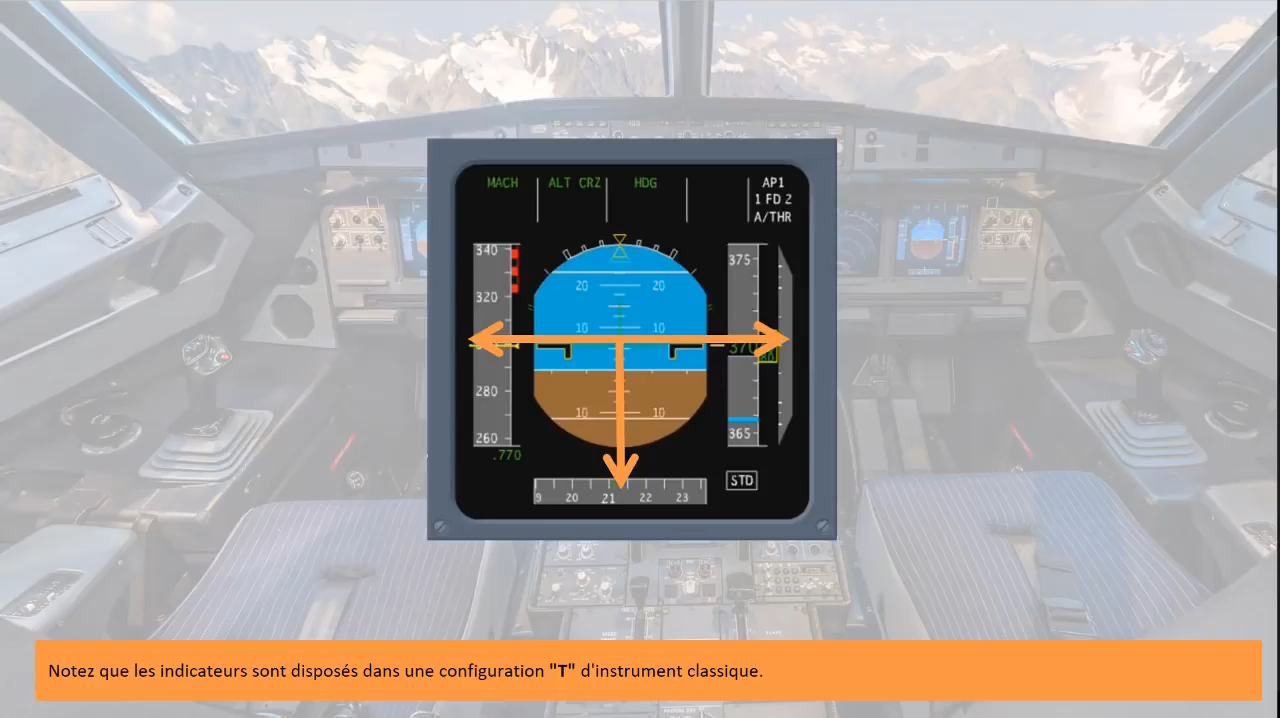 MACH ALT CRZ HDG AP1
1 FD 2
A/THR
340 375
320 20 20
10 10
370
280
10 10
260 365
.770
STD
9 20 21 22 23
Notez que les indicateurs sont disposés dans une configuration "T" d'instrument classique.